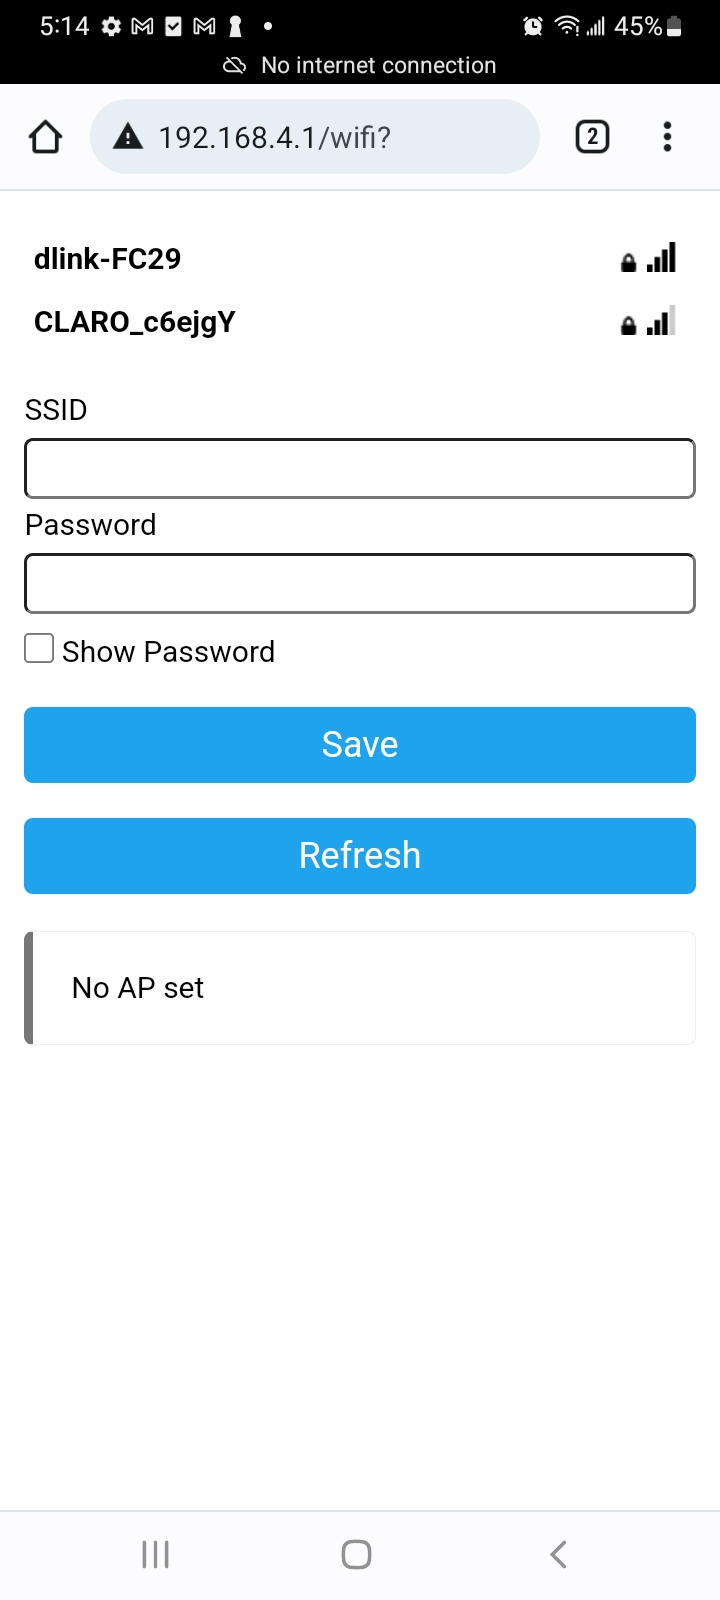 5:14 45%
No internet connection
192.168.4.1/wifi? 2
dlink-FC29
CLARO_c6ejgY
SSID
Password
Show Password
Save
Refresh
No AP set